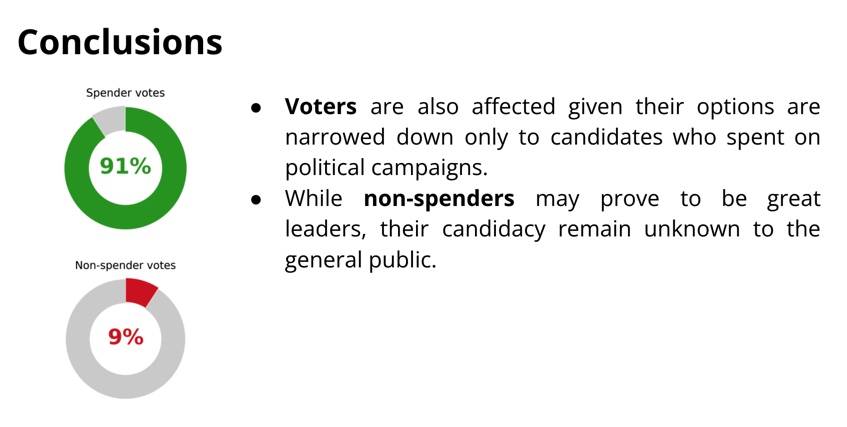 Conclusions
Spender votes
91%
Non-spender votes
9%
● Voters are also affected given their options are
narrowed down only to candidates who spent on
political campaigns.
● While non-spenders may prove to be great
leaders, their candidacy remain unknown to the
general public.